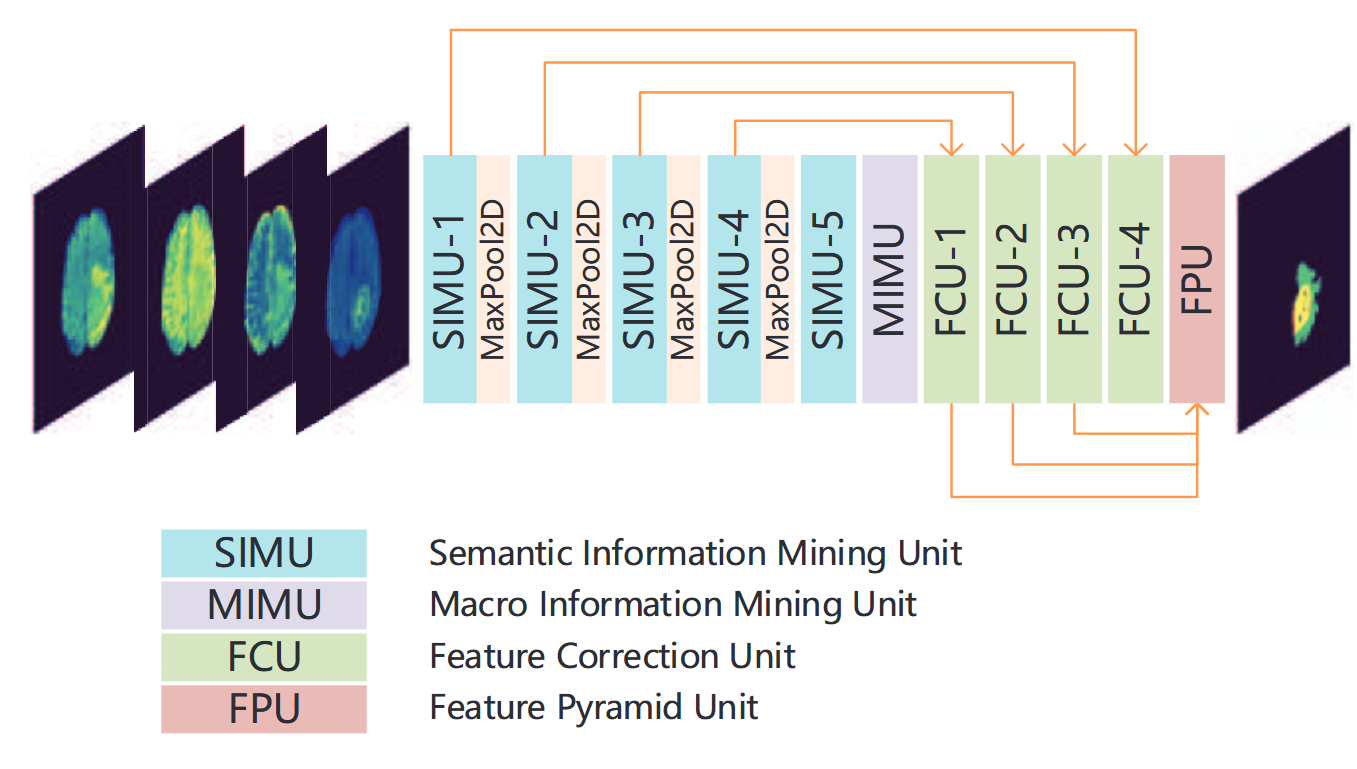 SIMU-1
MaxPool2D
SIMU-2
MaxPool2D
SIMU-3
MaxPool2D
SIMU-4
MaxPool2D
SIMU-5
MIMU
FCU-1
FCU-2
FCU-3
FCU-4
FPU
SIMU Semantic Information Mining Unit
MIMU Macro Information Mining Unit
FCU Feature Correction Unit
FPU Feature Pyramid Unit